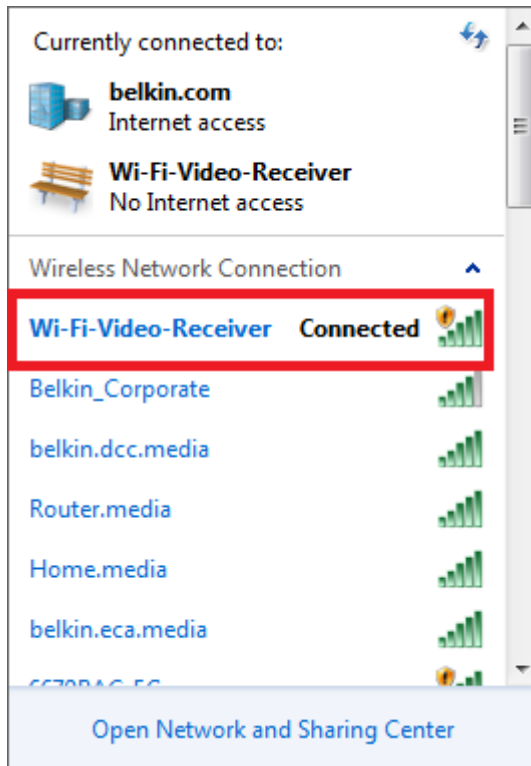 Currently connected to:
belkin.com
Internet access
Wi-Fi-Video-Receiver
No Internet access
Wireless Network Connection
Wi-Fi-Video-Receiver Connected
Belkin_Corporate
belkin.dcc.media
Router.media
Home.media
belkin.eca.media
Open Network and Sharing Center